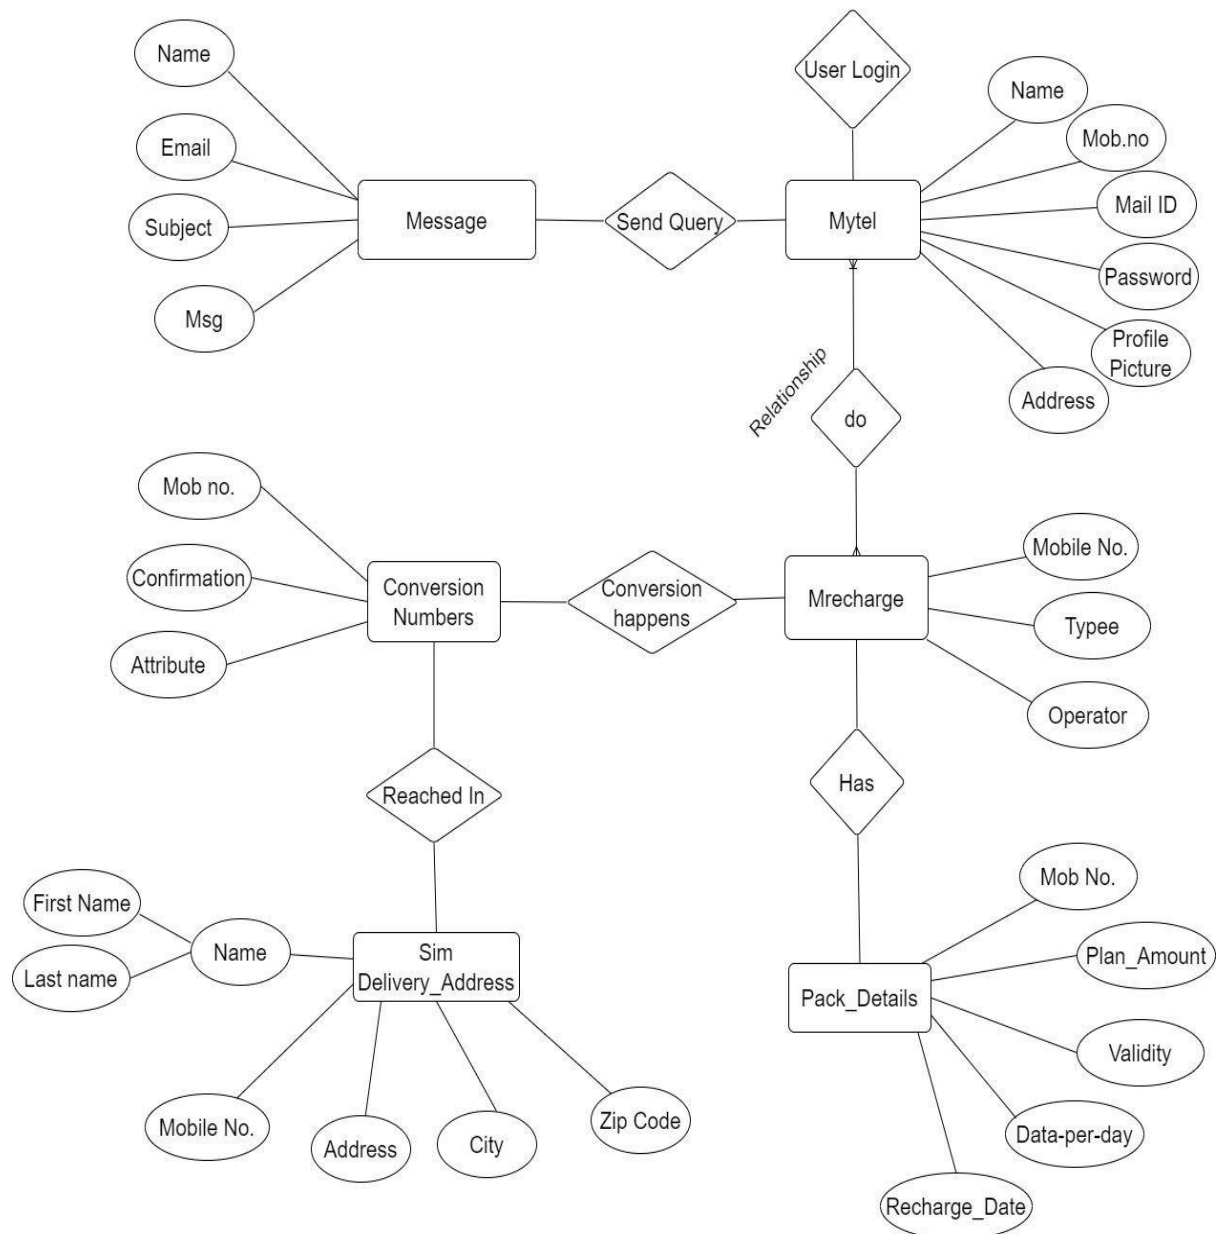 Name
User Login
Name
Email
Mob.no
Subject
Message
Send Query
Mytel
Mail ID
Password
Msg
Profile
Picture
Relationship
do
Address
Mob no.
Confirmation
Conversion
Numbers
Conversion
happens
Mrecharge
Mobile No.
Typee
Attribute
Operator
Reached In
Has
First Name
Last name
Name
Sim
Delivery_Address
Mob No.
Plan_Amount
Pack_Details
Validity
Mobile No.
Address
City
Zip Code
Data-per-day
Recharge_Date